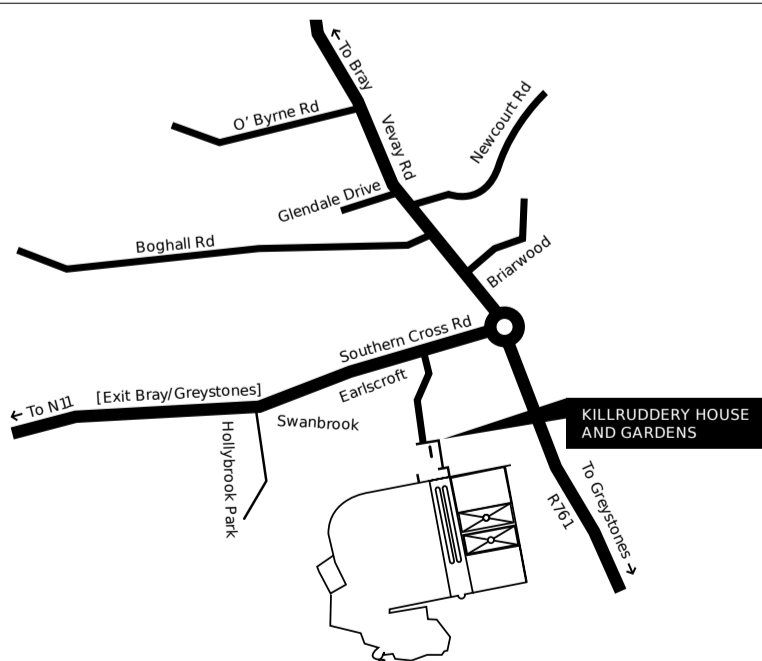 ← To Bray
O' Byrne Rd
Vevay Rd
Newcourt Rd
Glendale Drive
Boghall Rd
Briarwood
Southern Cross Rd
Earlscroft
[Exit Bray/Greystones]
← To N11
Swanbrook
Hollybrook Park
KILLRUDDERY HOUSE
AND GARDENS
To Greystones →
R761